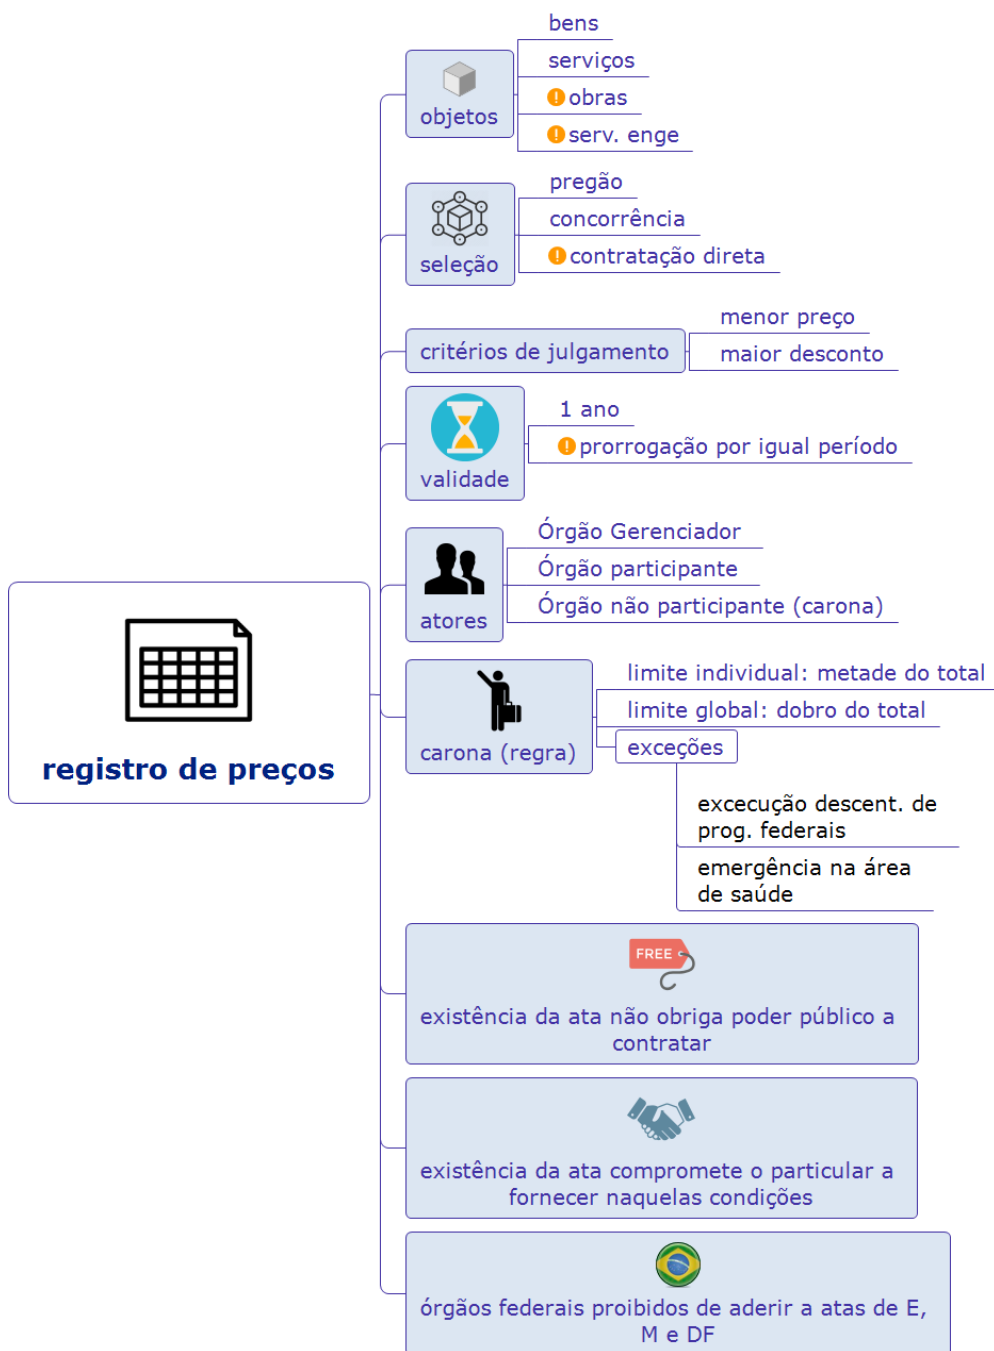 bens
serviços
obras
serv. enge
objetos
pregão
concorrência
contratação direta
seleção
menor preço
maior desconto
critérios de julgamento
1 ano
prorrogação por igual período
validade
Órgão Gerenciador
Órgão participante
Órgão não participante (carona)
atores
limite individual: metade do total
limite global: dobro do total
exceções
carona (regra)
registro de preços
excecução descent. de
prog. federais
emergência na área
de saúde
FREE
existência da ata não obriga poder público a
contratar
existência da ata compromete o particular a
fornecer naquelas condições
órgãos federais proibidos de aderir a atas de E,
M e DF